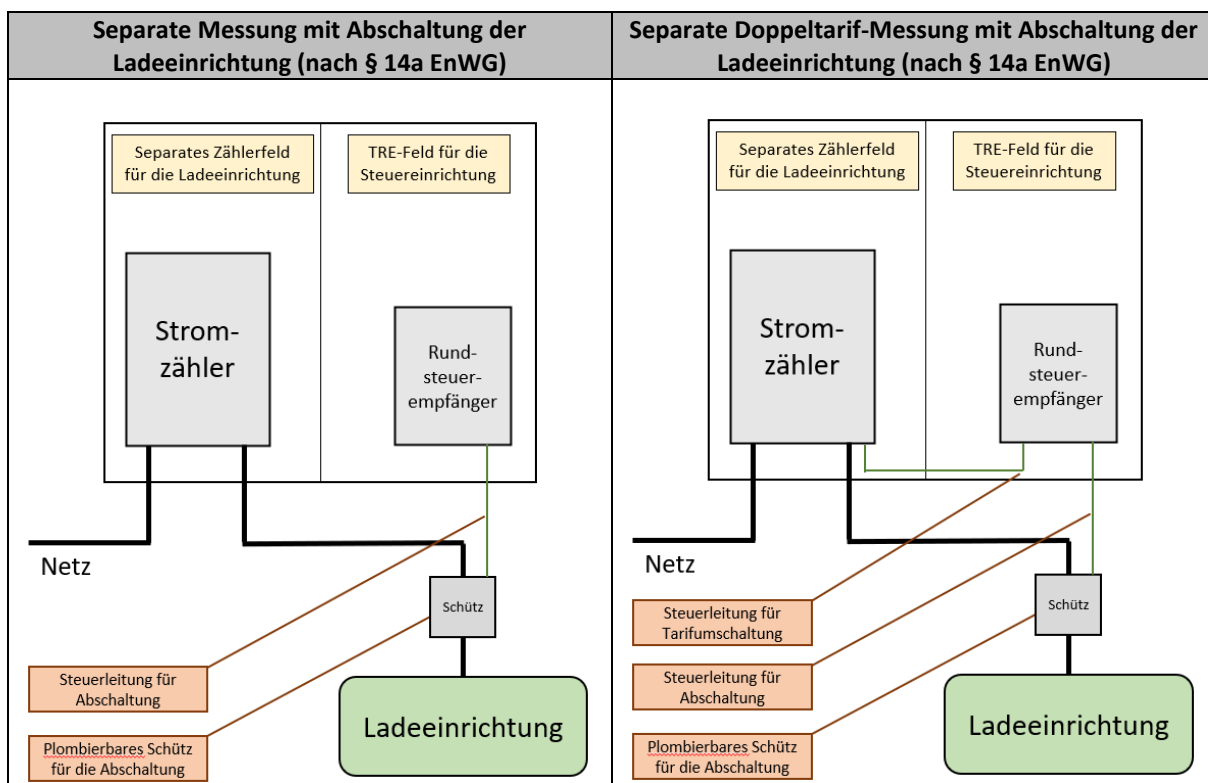 Separate Messung mit Abschaltung der
Ladeeinrichtung (nach § 14a EnWG)
Separates Zählerfeld
für die Ladeeinrichtung
TRE-Feld für die
Steuereinrichtung
Strom-
zähler
Rund-
steuer-
empfänger
Netz
Schütz
Steuerleitung für
Abschaltung
Plombierbares Schütz
für die Abschaltung
Ladeeinrichtung
Separate Doppeltarif-Messung mit Abschaltung der
Ladeeinrichtung (nach § 14a EnWG)
Separates Zählerfeld
für die Ladeeinrichtung
TRE-Feld für die
Steuereinrichtung
Strom-
zähler
Rund-
steuer-
empfänger
Netz
Schütz
Steuerleitung für
Tarifumschaltung
Steuerleitung für
Abschaltung
Plombierbares Schütz
für die Abschaltung
Ladeeinrichtung